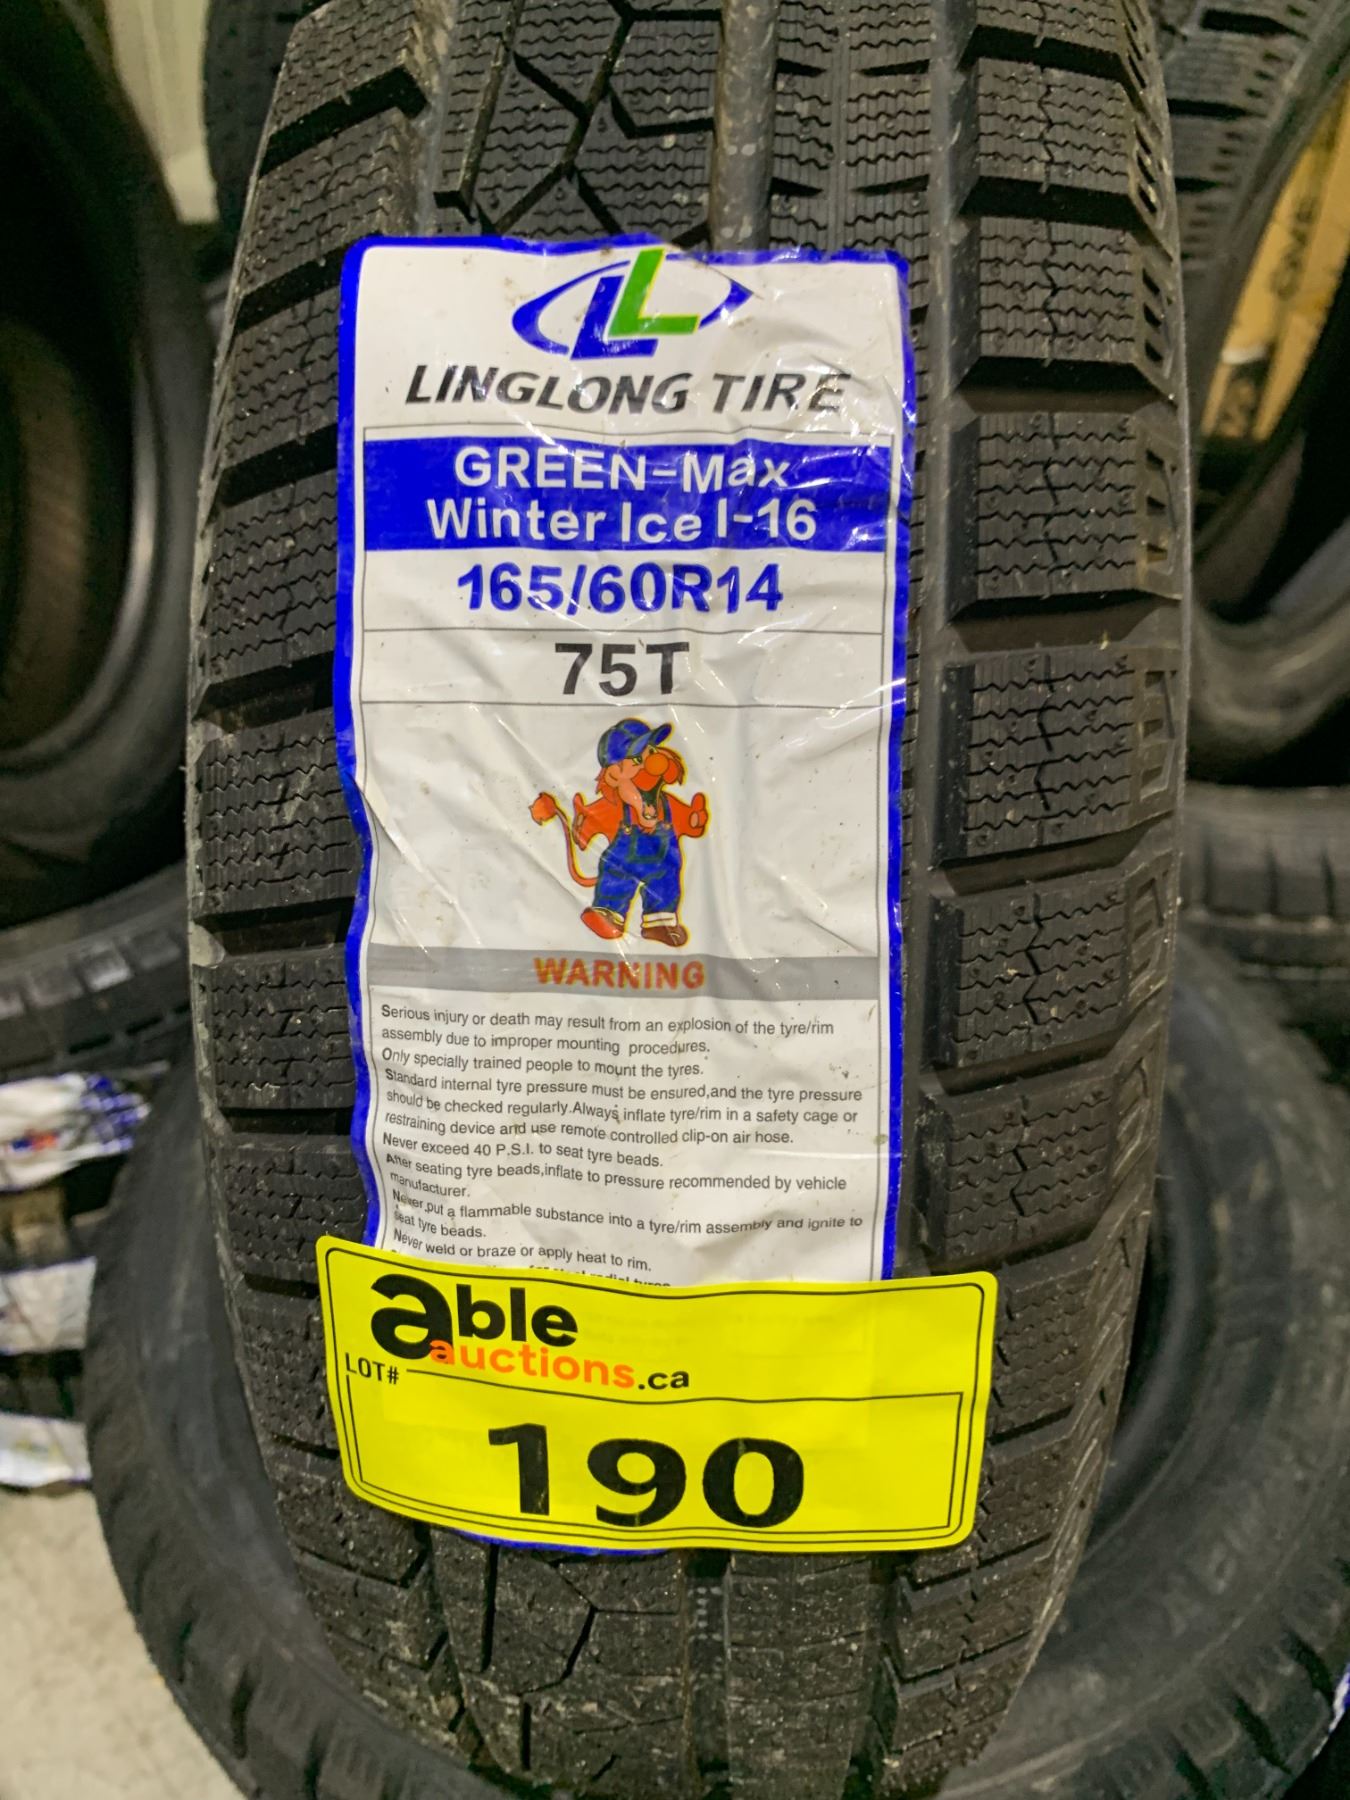 LL
LINGLONG TIRE
GREEN-Max
Winter Ice I-16
165/60R14
75T
WARNING
Serious injury or death may result from an explosion of the tyre/rim
assembly due to improper mounting procedures.
Only specially trained people to mount the tyres.
Standard internal tyre pressure must be ensured,and the tyre pressure
should be checked regularly.Always inflate tyre/rim in a safety cage or
restraining device and use remote controlled clip-on air hose.
Never exceed 40 P.S.I. to seat tyre beads.
After seating tyre beads,inflate to pressure recommended by vehicle
manufacturer.
Never put a flammable substance into a tyre/rim assembly and ignite to
seat tyre beads.
Never weld or braze or apply heat to rim.
able
auctions.ca
LOT#
190